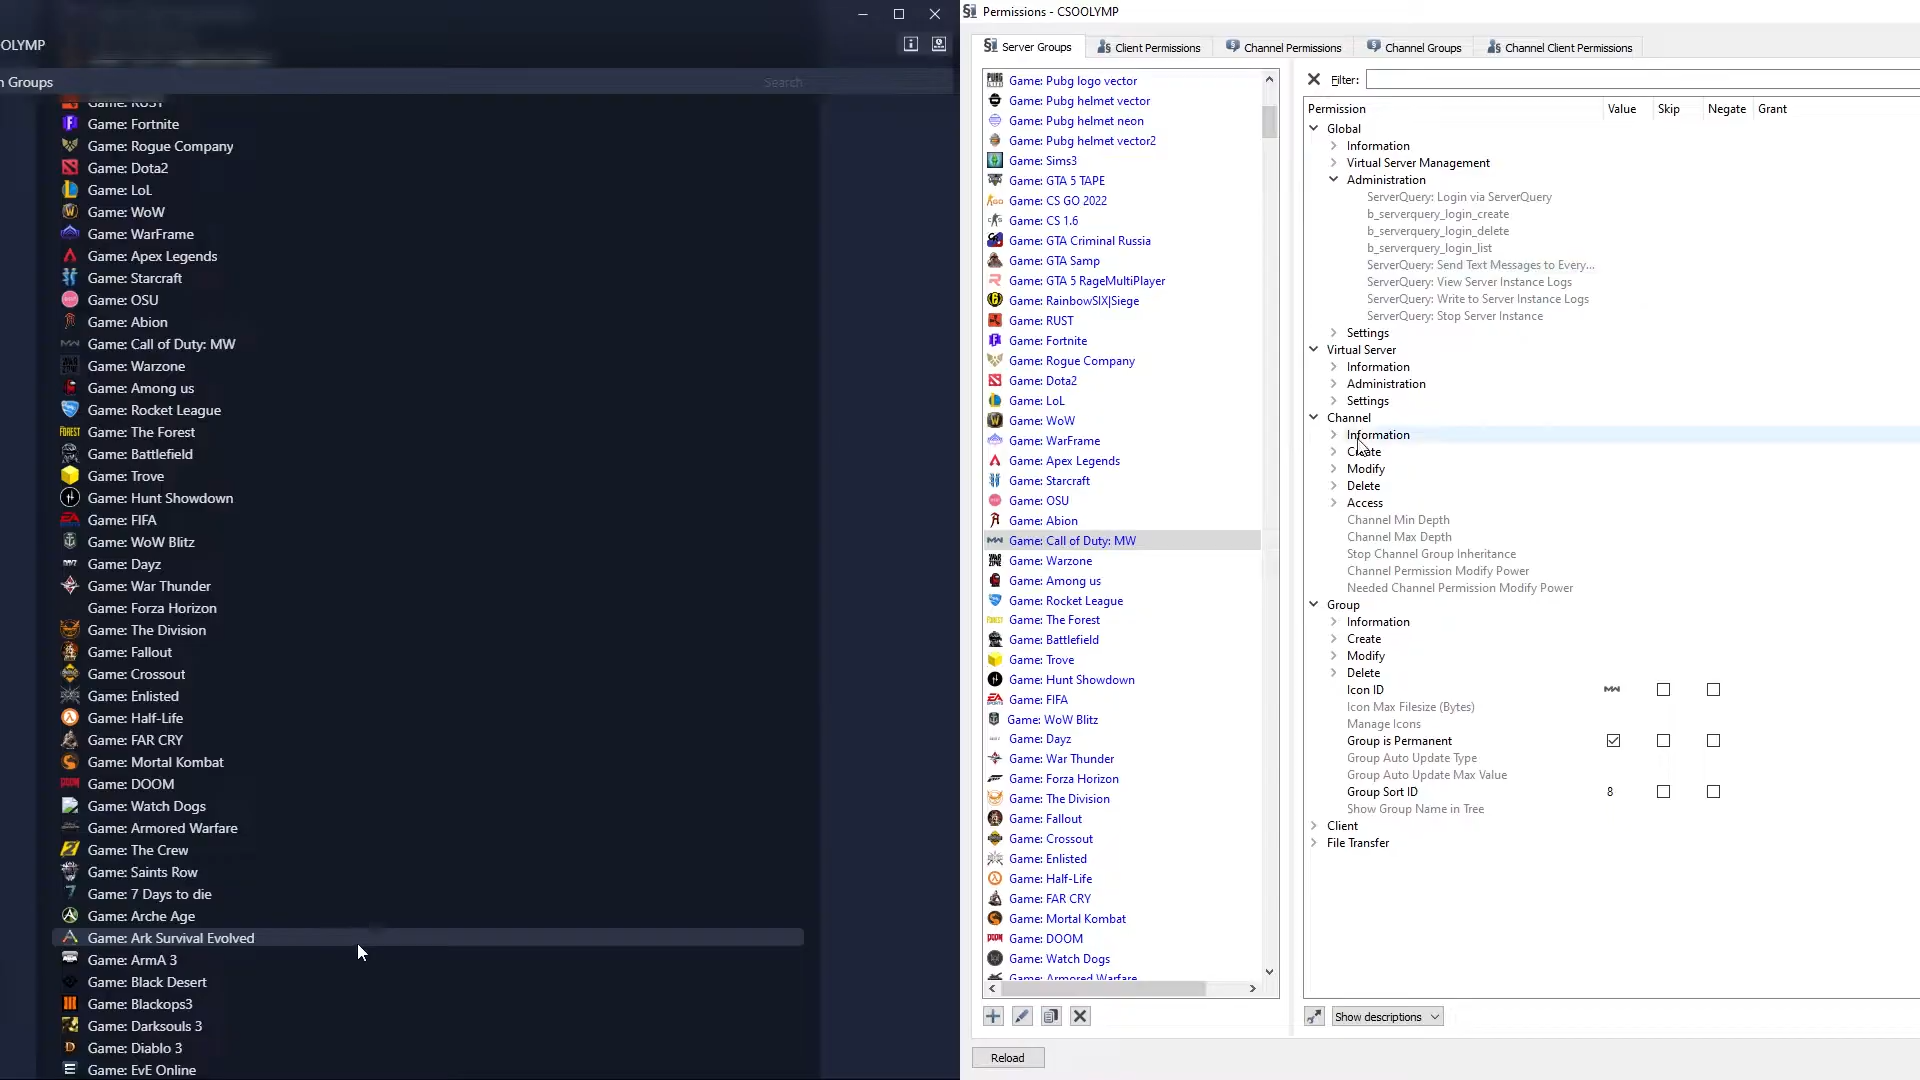 OLYMP
n Groups
Search
Game: RUST
Game: Fortnite
Game: Rogue Company
Game: Dota2
Game: LoL
Game: WoW
Game: WarFrame
Game: Apex Legends
Game: Starcraft
Game: OSU
Game: Abion
Game: Call of Duty: MW
Game: Warzone
Game: Among us
Game: Rocket League
Game: The Forest
Game: Battlefield
Game: Trove
Game: Hunt Showdown
Game: FIFA
Game: WoW Blitz
Game: Dayz
Game: War Thunder
Game: Forza Horizon
Game: The Division
Game: Fallout
Game: Crossout
Game: Enlisted
Game: Half-Life
Game: FAR CRY
Game: Mortal Kombat
Game: DOOM
Game: Watch Dogs
Game: Armored Warfare
Game: The Crew
Game: Saints Row
Game: 7 Days to die
Game: Arche Age
Game: Ark Survival Evolved
Game: ArmA 3
Game: Black Desert
Game: Blackops3
Game: Darksouls 3
Game: Diablo 3
Game: EvE Online
Permissions - CSOOLYMP
Server Groups
Client Permissions
Channel Permissions
Channel Groups
Channel Client Permissions
Game: Pubg logo vector
Game: Pubg helmet vector
Game: Pubg helmet neon
Game: Pubg helmet vector2
Game: Sims3
Game: GTA 5 TAPE
Game: CS GO 2022
Game: CS 1.6
Game: GTA Criminal Russia
Game: GTA Samp
Game: GTA 5 RageMultiPlayer
Game: RainbowSIX|Siege
Game: RUST
Game: Fortnite
Game: Rogue Company
Game: Dota2
Game: LoL
Game: WoW
Game: WarFrame
Game: Apex Legends
Game: Starcraft
Game: OSU
Game: Abion
Game: Call of Duty: MW
Game: Warzone
Game: Among us
Game: Rocket League
Game: The Forest
Game: Battlefield
Game: Trove
Game: Hunt Showdown
Game: FIFA
Game: WoW Blitz
Game: Dayz
Game: War Thunder
Game: Forza Horizon
Game: The Division
Game: Fallout
Game: Crossout
Game: Enlisted
Game: Half-Life
Game: FAR CRY
Game: Mortal Kombat
Game: DOOM
Game: Watch Dogs
Game: Armored Warfare
Reload
Filter:
Permission Value Skip Negate Grant
Global
Information
Virtual Server Management
Administration
ServerQuery: Login via ServerQuery
b_serverquery_login_create
b_serverquery_login_delete
b_serverquery_login_list
ServerQuery: Send Text Messages to Every...
ServerQuery: View Server Instance Logs
ServerQuery: Write to Server Instance Logs
ServerQuery: Stop Server Instance
Settings
Virtual Server
Information
Administration
Settings
Channel
Information
Create
Modify
Delete
Access
Channel Min Depth
Channel Max Depth
Stop Channel Group Inheritance
Channel Permission Modify Power
Needed Channel Permission Modify Power
Group
Information
Create
Modify
Delete
Icon ID
Icon Max Filesize (Bytes)
Manage Icons
Group is Permanent
Group Auto Update Type
Group Auto Update Max Value
Group Sort ID 8
Show Group Name in Tree
Client
File Transfer
Show descriptions